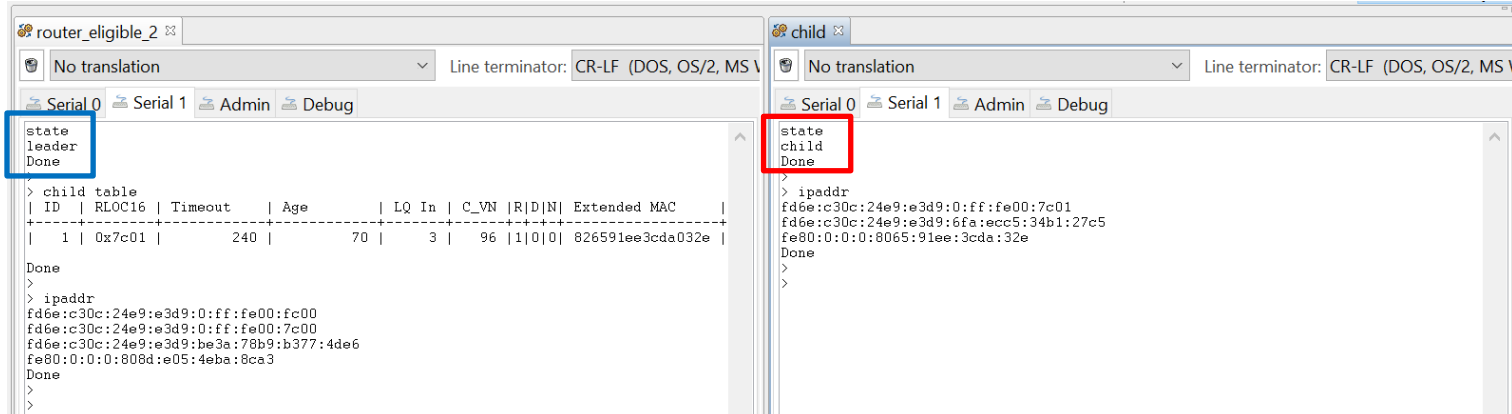 router_eligible_2
No translation
Line terminator: CR-LF (DOS, OS/2, MS
Serial 0 Serial 1 Admin Debug
state
leader
Done
>
> child table
| ID | RLOC16 | Timeout | Age | LQ In | C_VN |R|D|N| Extended MAC |
+-----+--------+------------+------------+-------+------+-+-+-+------------------+
| 1 | 0x7c01 | 240 | 70 | 3 | 96 |1|0|0| 826591ee3cda032e |
Done
>
> ipaddr
fd6e:c30c:24e9:e3d9:0:ff:fe00:fc00
fd6e:c30c:24e9:e3d9:0:ff:fe00:7c00
fd6e:c30c:24e9:e3d9:be3a:78b9:b377:4de6
fe80:0:0:0:808d:e05:4eba:8ca3
Done
>
>
child
No translation
Line terminator: CR-LF (DOS, OS/2, MS
Serial 0 Serial 1 Admin Debug
state
child
Done
>
> ipaddr
fd6e:c30c:24e9:e3d9:0:ff:fe00:7c01
fd6e:c30c:24e9:e3d9:6fa:ecc5:34b1:27c5
fe80:0:0:0:8065:91ee:3cda:32e
Done
>
>